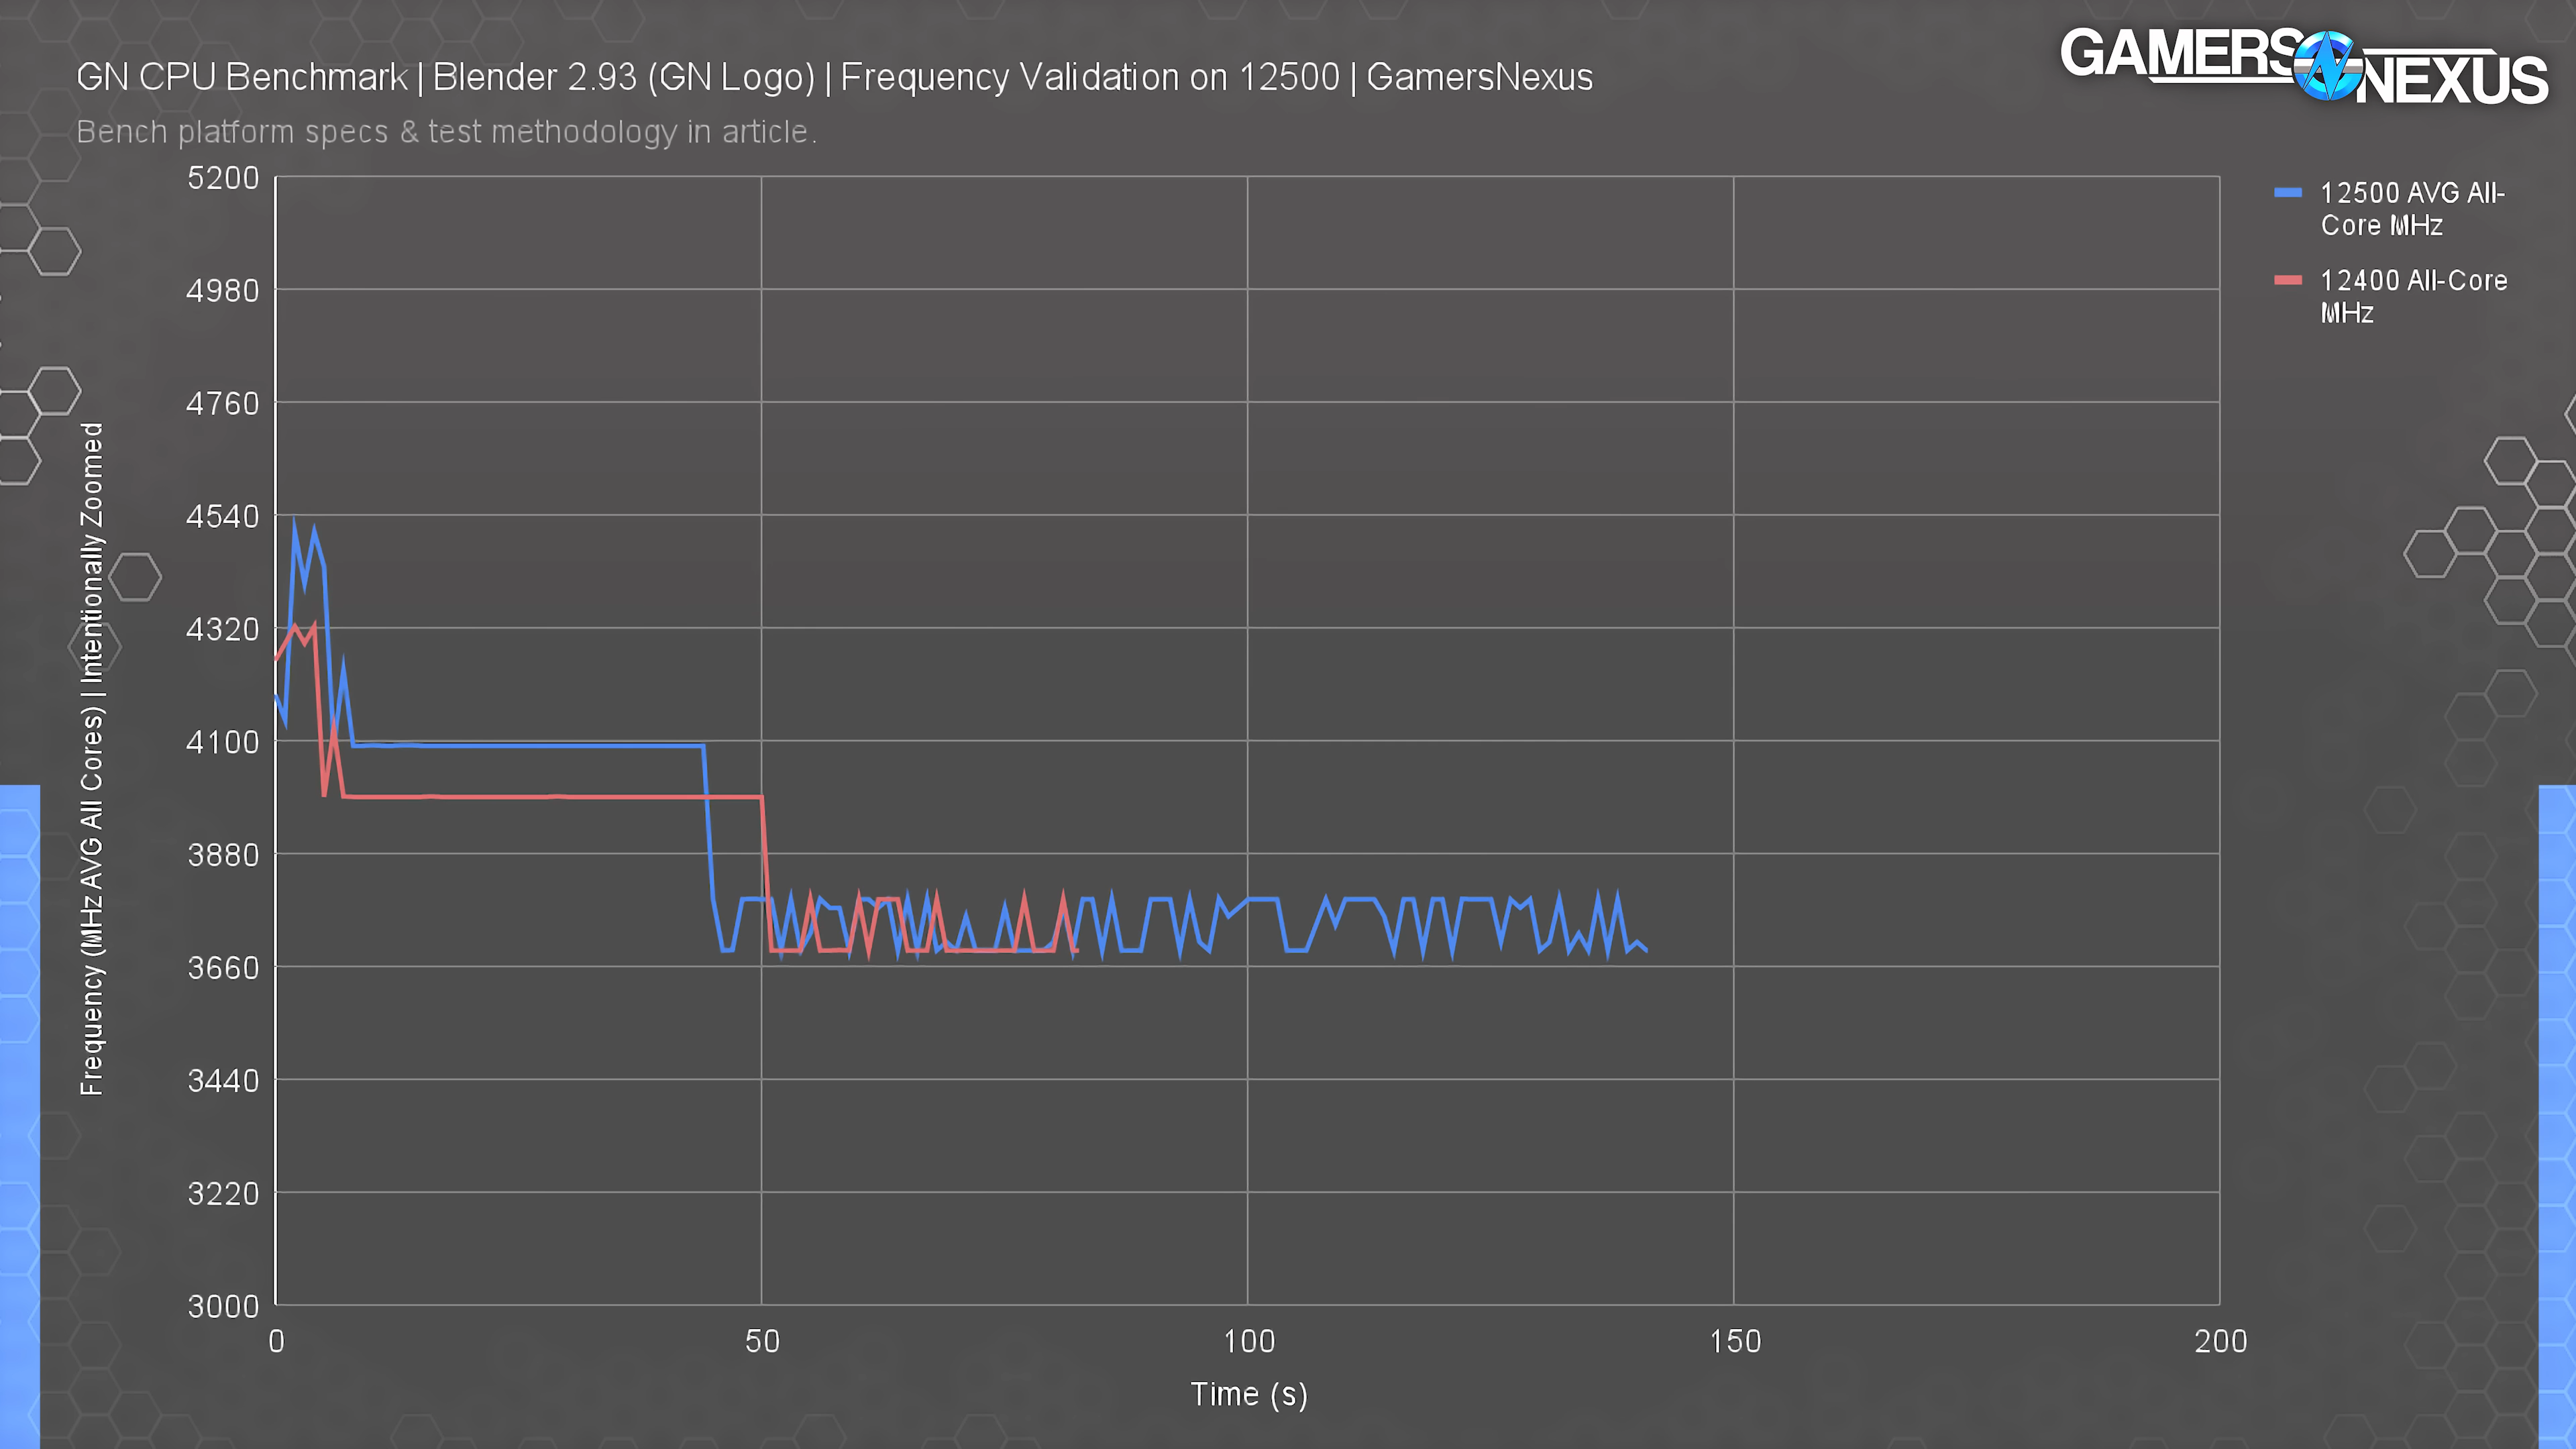 GAMERS NEXUS
GN CPU Benchmark | Blender 2.93 (GN Logo) | Frequency Validation on 12500 | GamersNexus
Bench platform specs & test methodology in article.
12500 AVG All-
Core MHz
12400 All-Core
MHz
Frequency (MHz AVG All Cores) | Intentionally Zoomed
5200
4980
4760
4540
4320
4100
3880
3660
3440
3220
3000
0 50 100 150 200
Time (s)